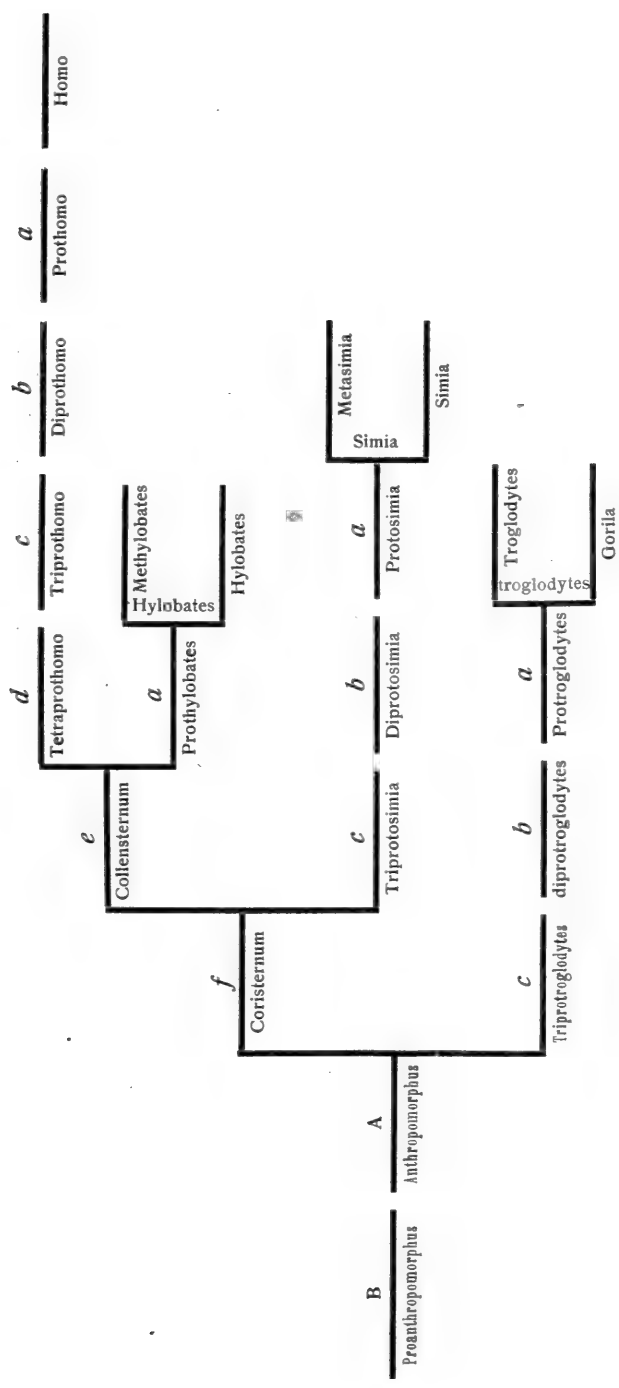 Homo
a
Prothomo
b
Diprothomo
c
Triprothomo
d
Tetraprothomo
Methylobates
Hylobates
Hylobates
a
Prothylobates
e
Collensternum
Metasimia
Simia
Simia
a
Protosimia
b
Diprotosimia
c
Triprotosimia
f
Coristernum
Troglodytes
troglodytes
Gorila
a
Protroglodytes
b
diprotroglodytes
c
Triprotroglodytes
A
Anthropomorphus
B
Proanthropomorphus